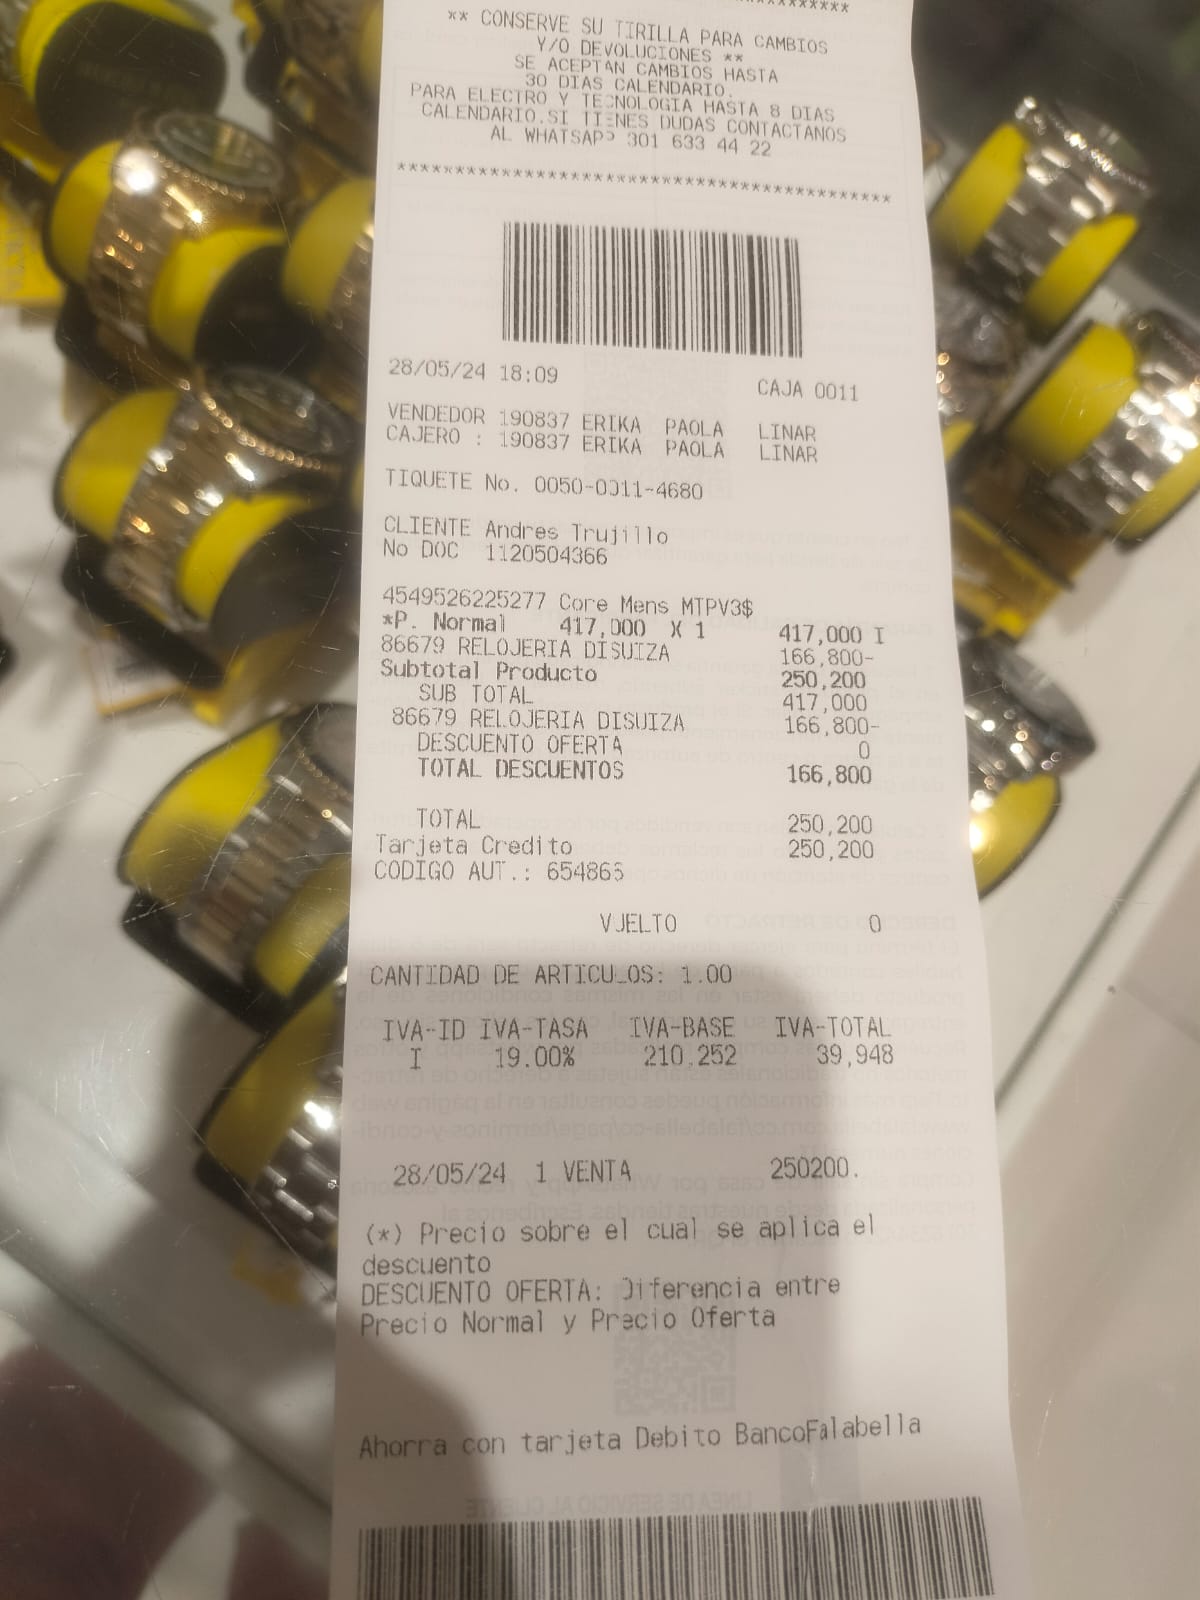 ** CONSERVE SU TIRILLA PARA CAMBIOS
Y/O DEVOLUCIONES **
SE ACEPTAN CAMBIOS HASTA
30 DIAS CALENDARIO.
PARA ELECTRO Y TECNOLOGIA HASTA 8 DIAS
CALENDARIO.SI TIENES DUDAS CONTACTANOS
AL WHATSAPP 301 633 44 22
*******************************************
28/05/24 18:09 CAJA 0011
VENDEDOR 190837 ERIKA PAOLA LINAR
CAJERO : 190837 ERIKA PAOLA LINAR
TIQUETE No. 0050-0011-4680
CLIENTE Andres Trujillo
No DOC 1120504366
4549526225277 Core Mens MTPV3$
*P. Normal 417,000 X 1 417,000 I
86679 RELOJERIA DISUIZA 166,800-
Subtotal Producto 250,200
SUB TOTAL 417,000
86679 RELOJERIA DISUIZA 166,800-
DESCUENTO OFERTA 0
TOTAL DESCUENTOS 166,800
TOTAL 250,200
Tarjeta Credito 250,200
CODIGO AUT.:
VUELTO 0
CANTIDAD DE ARTICULOS: 1.00
IVA-ID IVA-TASA IVA-BASE IVA-TOTAL
I 19.00% 210,252 39,948
28/05/24 1 VENTA 250200.
(*) Precio sobre el cual se aplica el
descuento
DESCUENTO OFERTA: Diferencia entre
Precio Normal y Precio Oferta
Ahorra con tarjeta Debito BancoFalabella